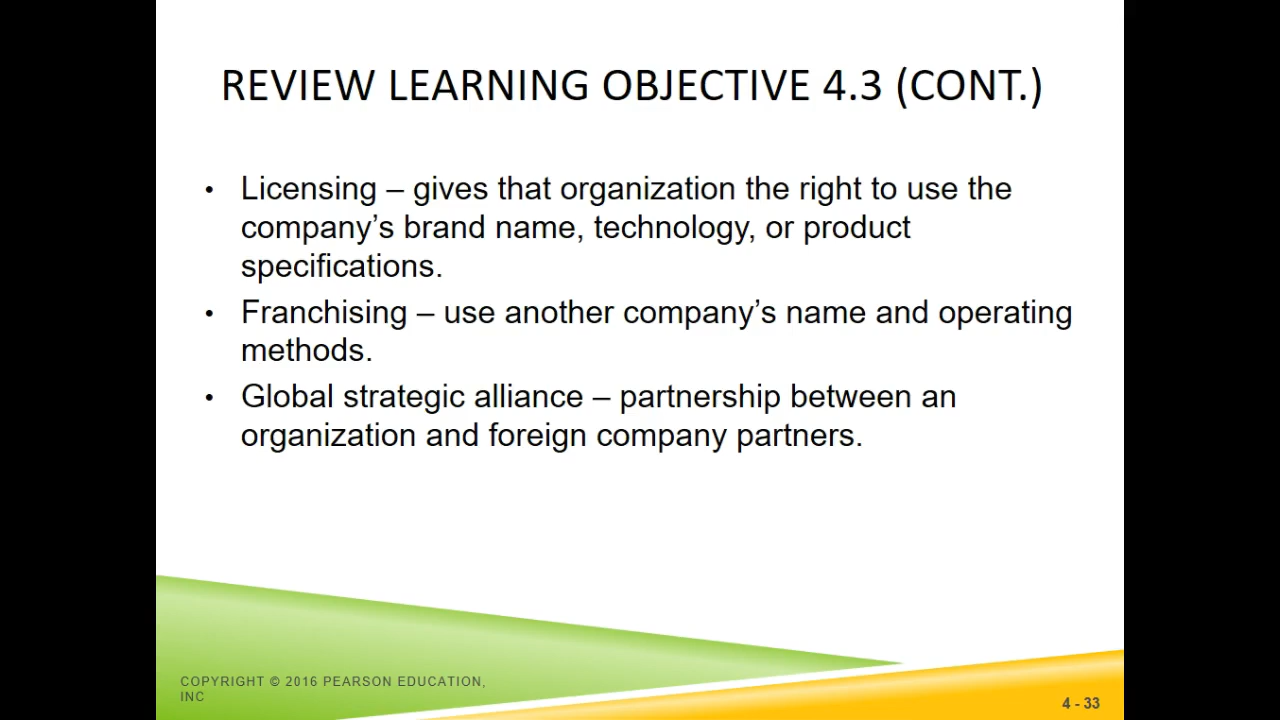 REVIEW LEARNING OBJECTIVE 4.3 (CONT.)
• Licensing – gives that organization the right to use the
company’s brand name, technology, or product
specifications.
• Franchising – use another company’s name and operating
methods.
• Global strategic alliance – partnership between an
organization and foreign company partners.
COPYRIGHT © 2016 PEARSON EDUCATION,
INC
4 - 33